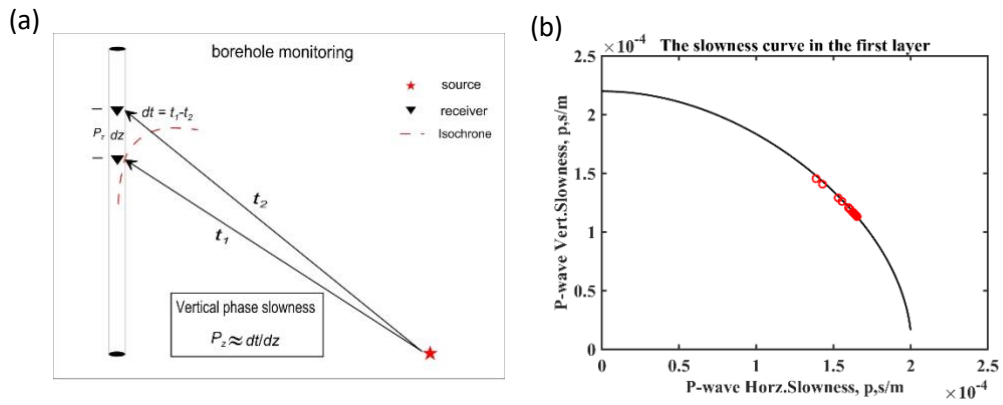 (a)
borehole monitoring
source
receiver
Isochrone
dt = t1-t2
Pz dz
t2
t1
Vertical phase slowness
Pz ≈ dt/dz
(b)
×10-4
The slowness curve in the first layer
2.5
2
1.5
1
0.5
0
P-wave Vert.Slowness, p,s/m
0
0.5
1
1.5
2
2.5
×10-4
P-wave Horz.Slowness, p,s/m